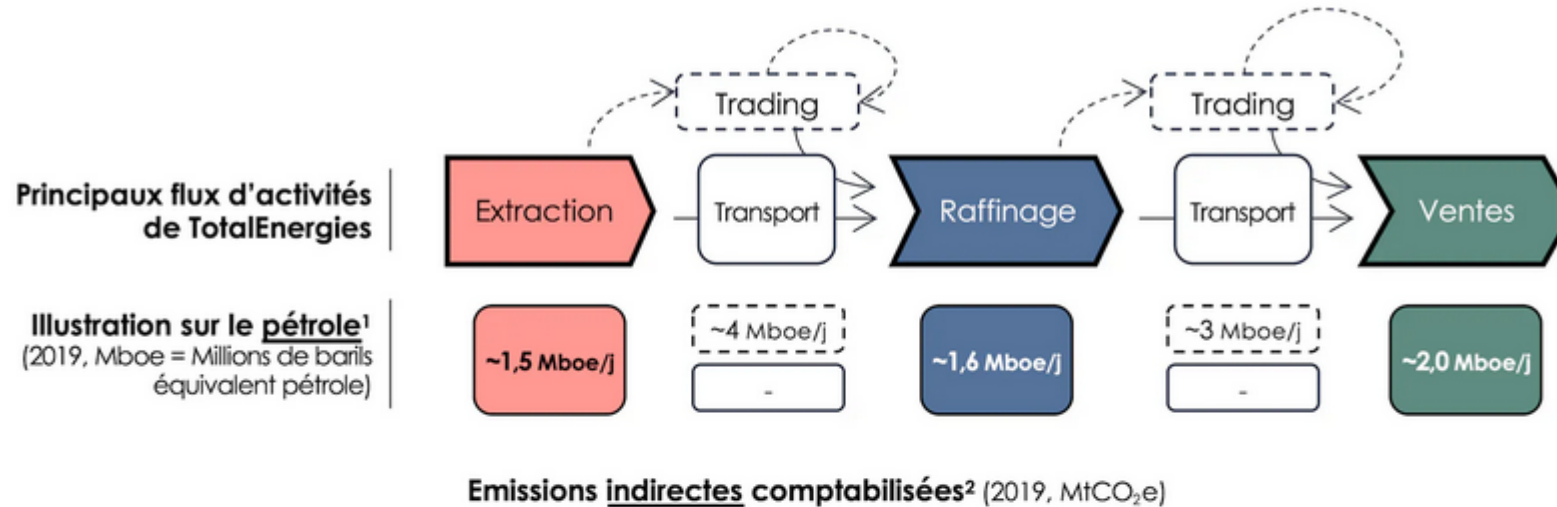 Trading
Trading
Principaux flux d'activités
de TotalEnergies
Extraction
Transport
Raffinage
Transport
Ventes
Illustration sur le pétrole¹
(2019, Mboe = Millions de barils
équivalent pétrole)
~1,5 Mboe/j
~4 Mboe/j
-
~1,6 Mboe/j
~3 Mboe/j
-
~2,0 Mboe/j
Emissions indirectes comptabilisées² (2019, MtCO₂e)